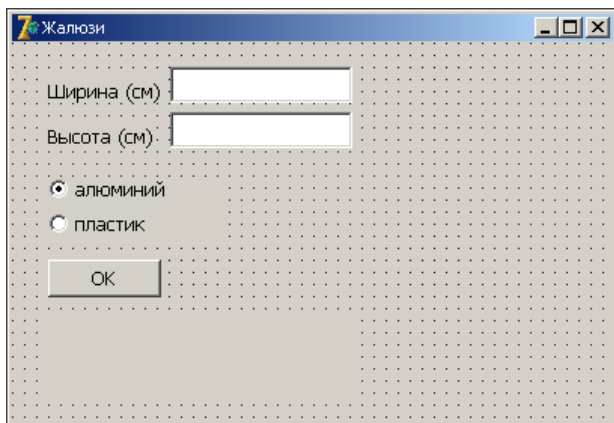 Жалюзи
Ширина (см)
Высота (см)
алюминий
пластик
OK